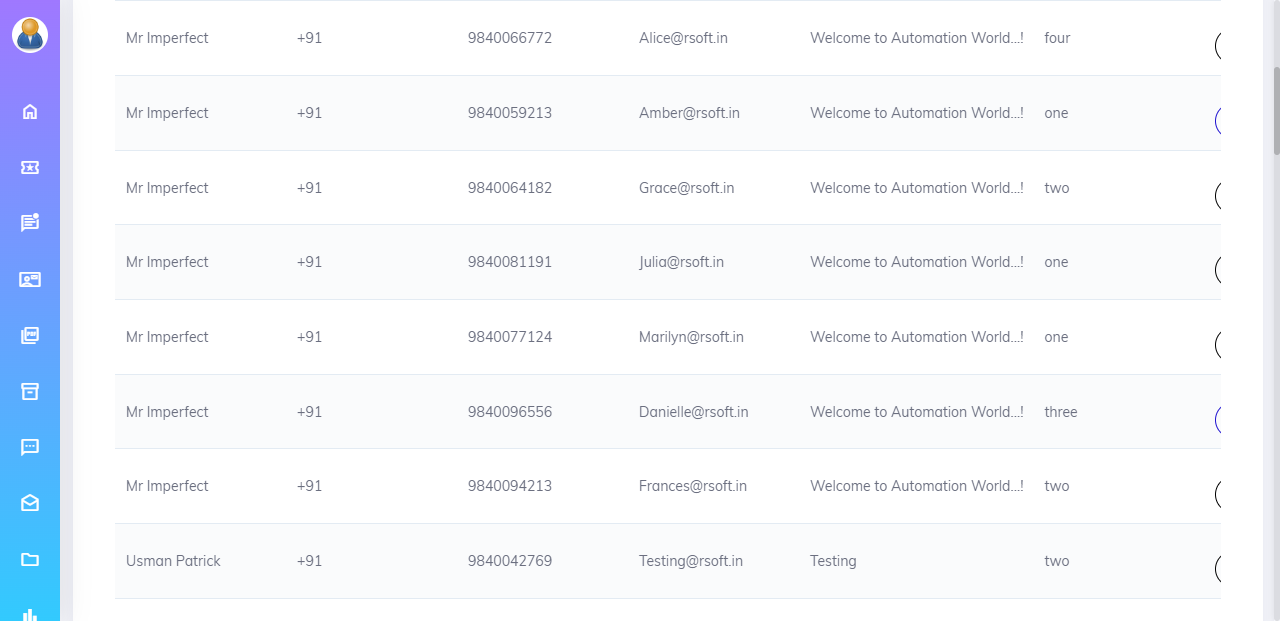 Mr Imperfect +91 9840066772 Alice@rsoft.in Welcome to Automation World...! four
Mr Imperfect +91 9840059213 Amber@rsoft.in Welcome to Automation World...! one
Mr Imperfect +91 9840064182 Grace@rsoft.in Welcome to Automation World...! two
Mr Imperfect +91 9840081191 Julia@rsoft.in Welcome to Automation World...! one
Mr Imperfect +91 9840077124 Marilyn@rsoft.in Welcome to Automation World...! one
Mr Imperfect +91 9840096556 Danielle@rsoft.in Welcome to Automation World...! three
Mr Imperfect +91 9840094213 Frances@rsoft.in Welcome to Automation World...! two
Usman Patrick +91 9840042769 Testing@rsoft.in Testing two